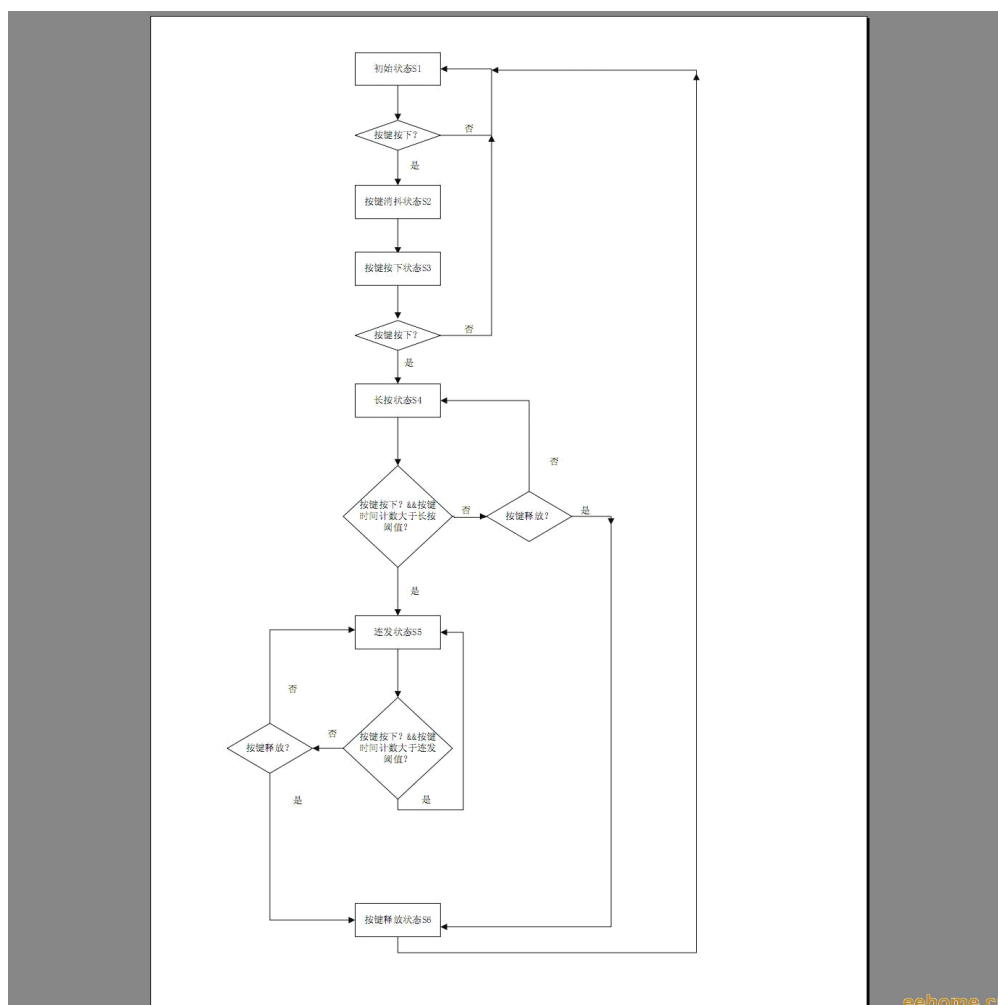 初始状态S1
按键按下?
否
是
按键消抖状态S2
按键按下状态S3
按键按下?
否
是
长按状态S4
否
按键按下?&&按键
时间计数大于长按
阈值?
否
按键释放?
是
是
连发状态S5
否
按键释放?
否
按键按下?&&按键
时间计数大于连发
阈值?
是
是
按键释放状态S6